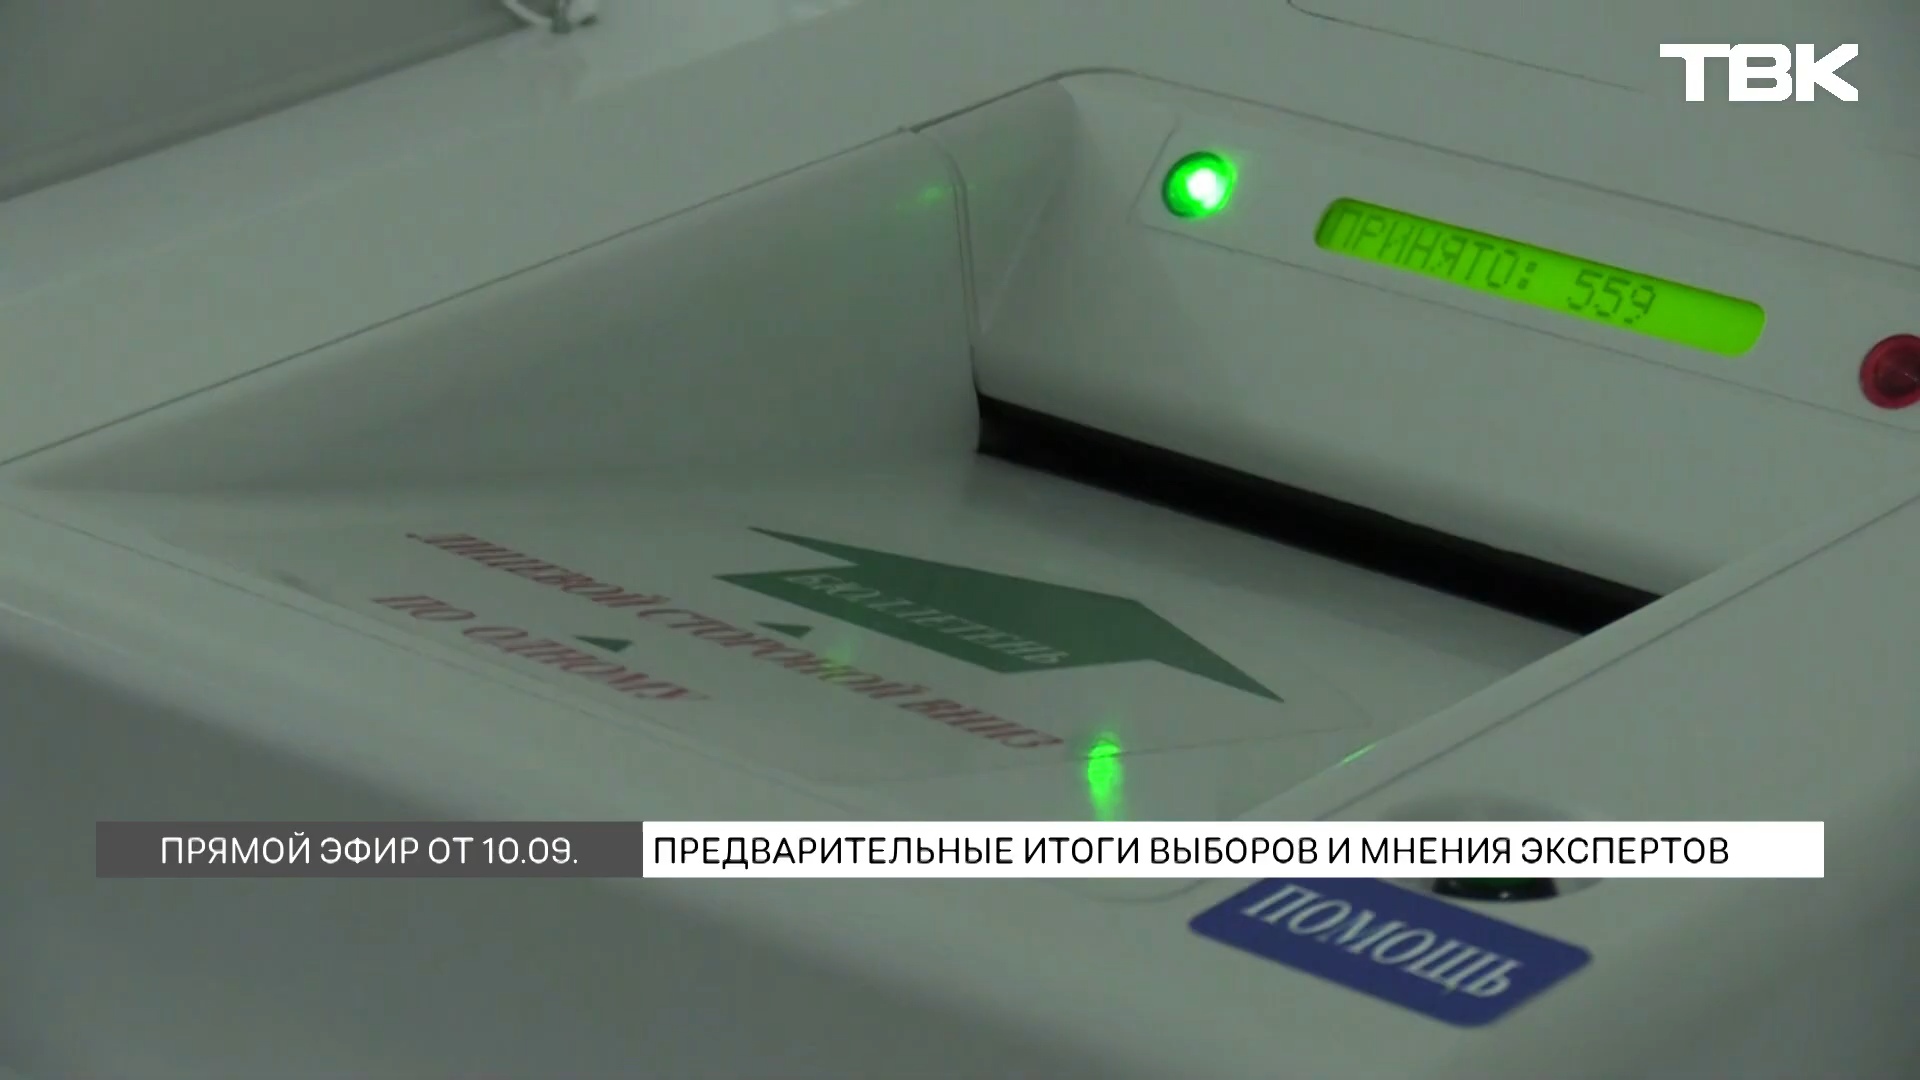 ТВК
ПРИНЯТО: 559
БЮЛЛЕТЕНЬ
ЛИЦЕВОЙ СТОРОНОЙ ВНИЗ
ПО ОДНОМУ
ПРЯМОЙ ЭФИР ОТ 10.09. ПРЕДВАРИТЕЛЬНЫЕ ИТОГИ ВЫБОРОВ И МНЕНИЯ ЭКСПЕРТОВ
ПОМОЩЬ